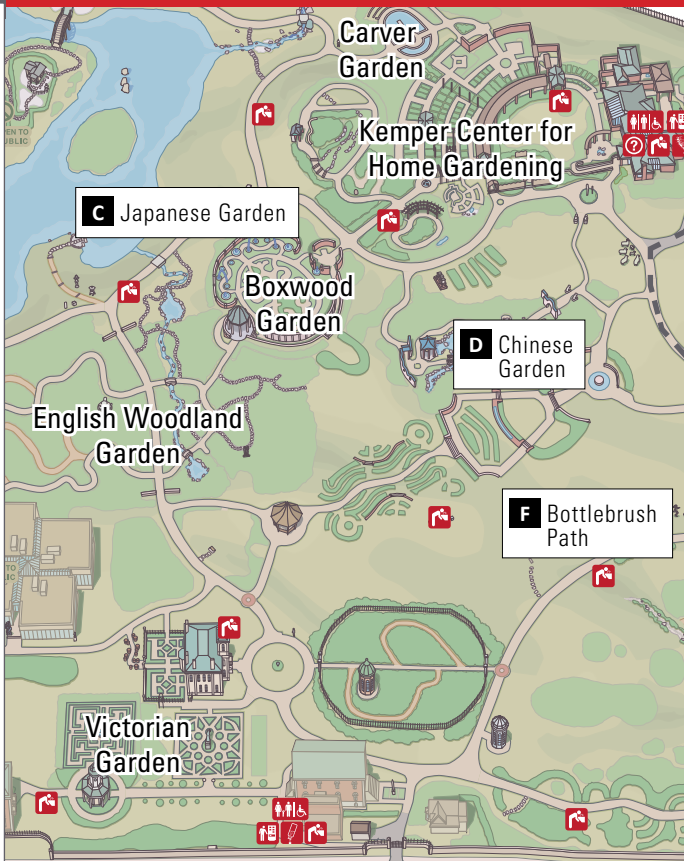 Carver
Garden
Kemper Center for
Home Gardening
C Japanese Garden
Boxwood
Garden
D Chinese
Garden
English Woodland
Garden
F Bottlebrush
Path
Victorian
Garden
?